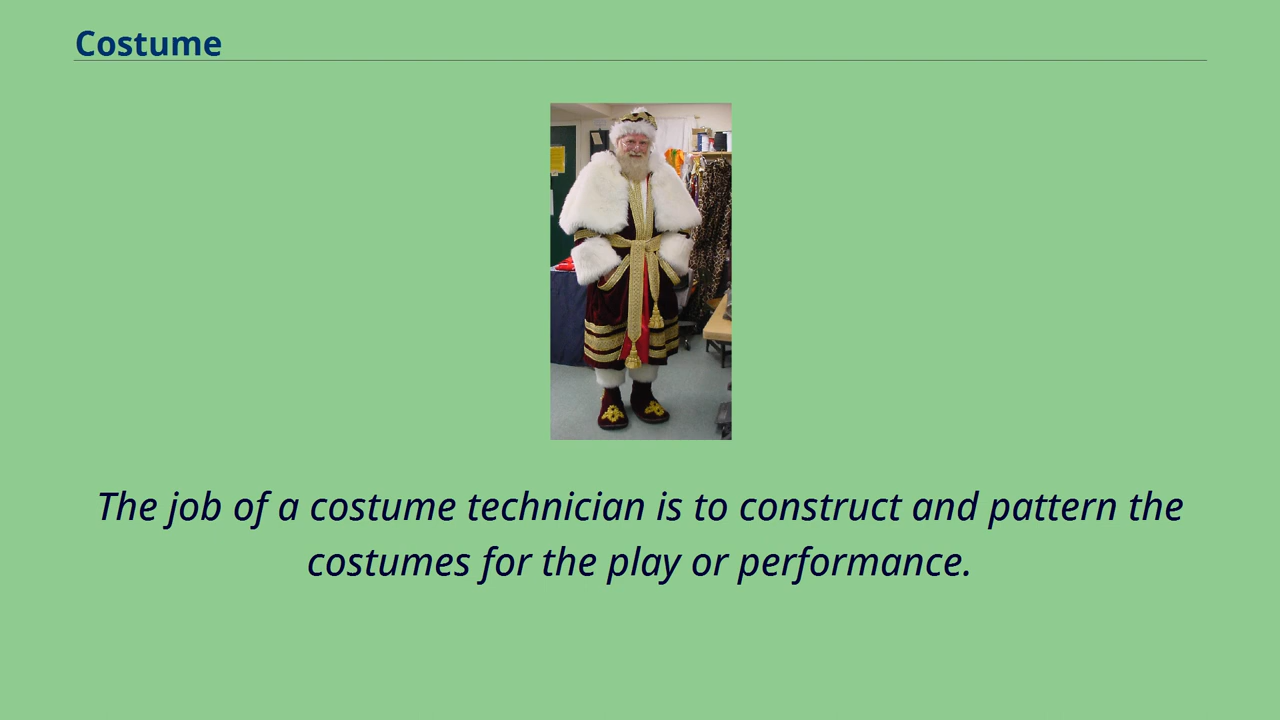 Costume
The job of a costume technician is to construct and pattern the
costumes for the play or performance.